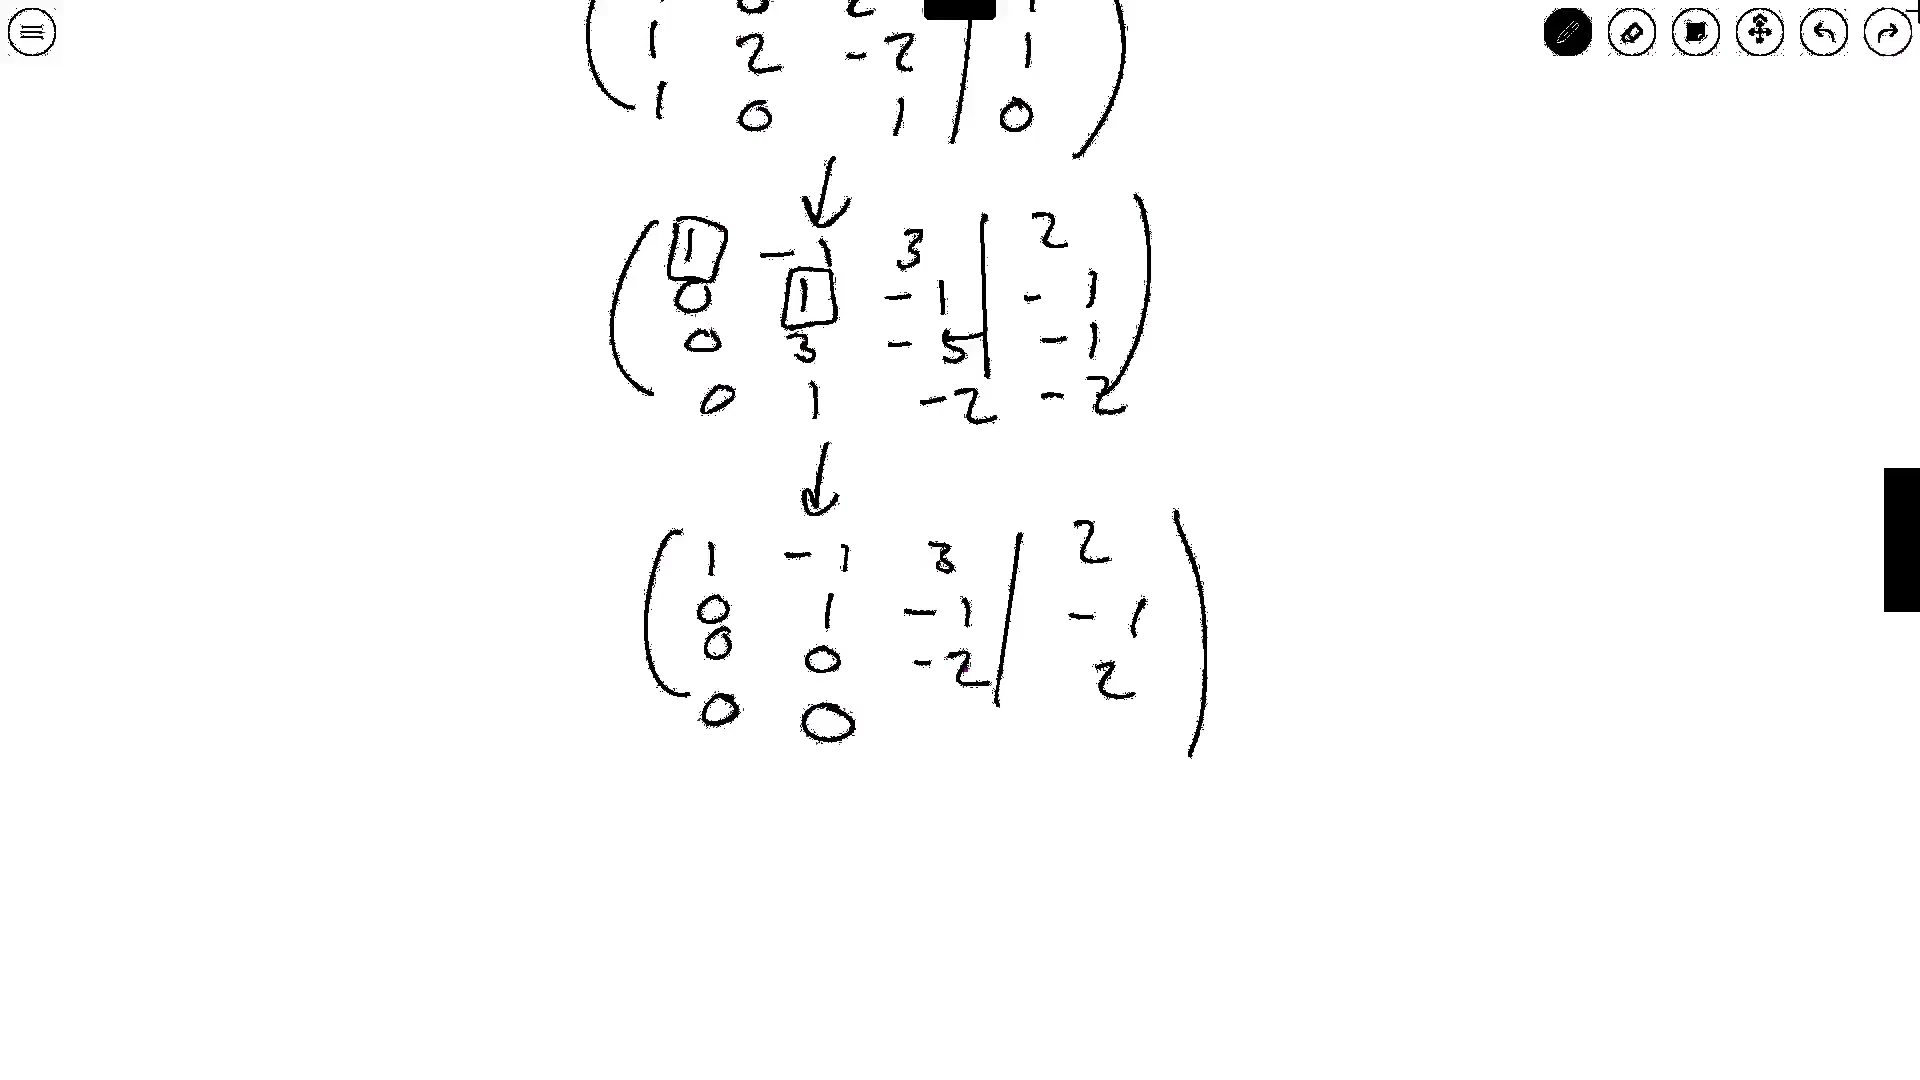 1 2 -2 | 1
1 0 1 | 0
1 -1 3 | 2
0 1 -1 | -1
0 3 -5 | -1
0 1 -2 -2
1 -1 3 | 2
0 1 -1 | -1
0 0 -2 | 2
0 0